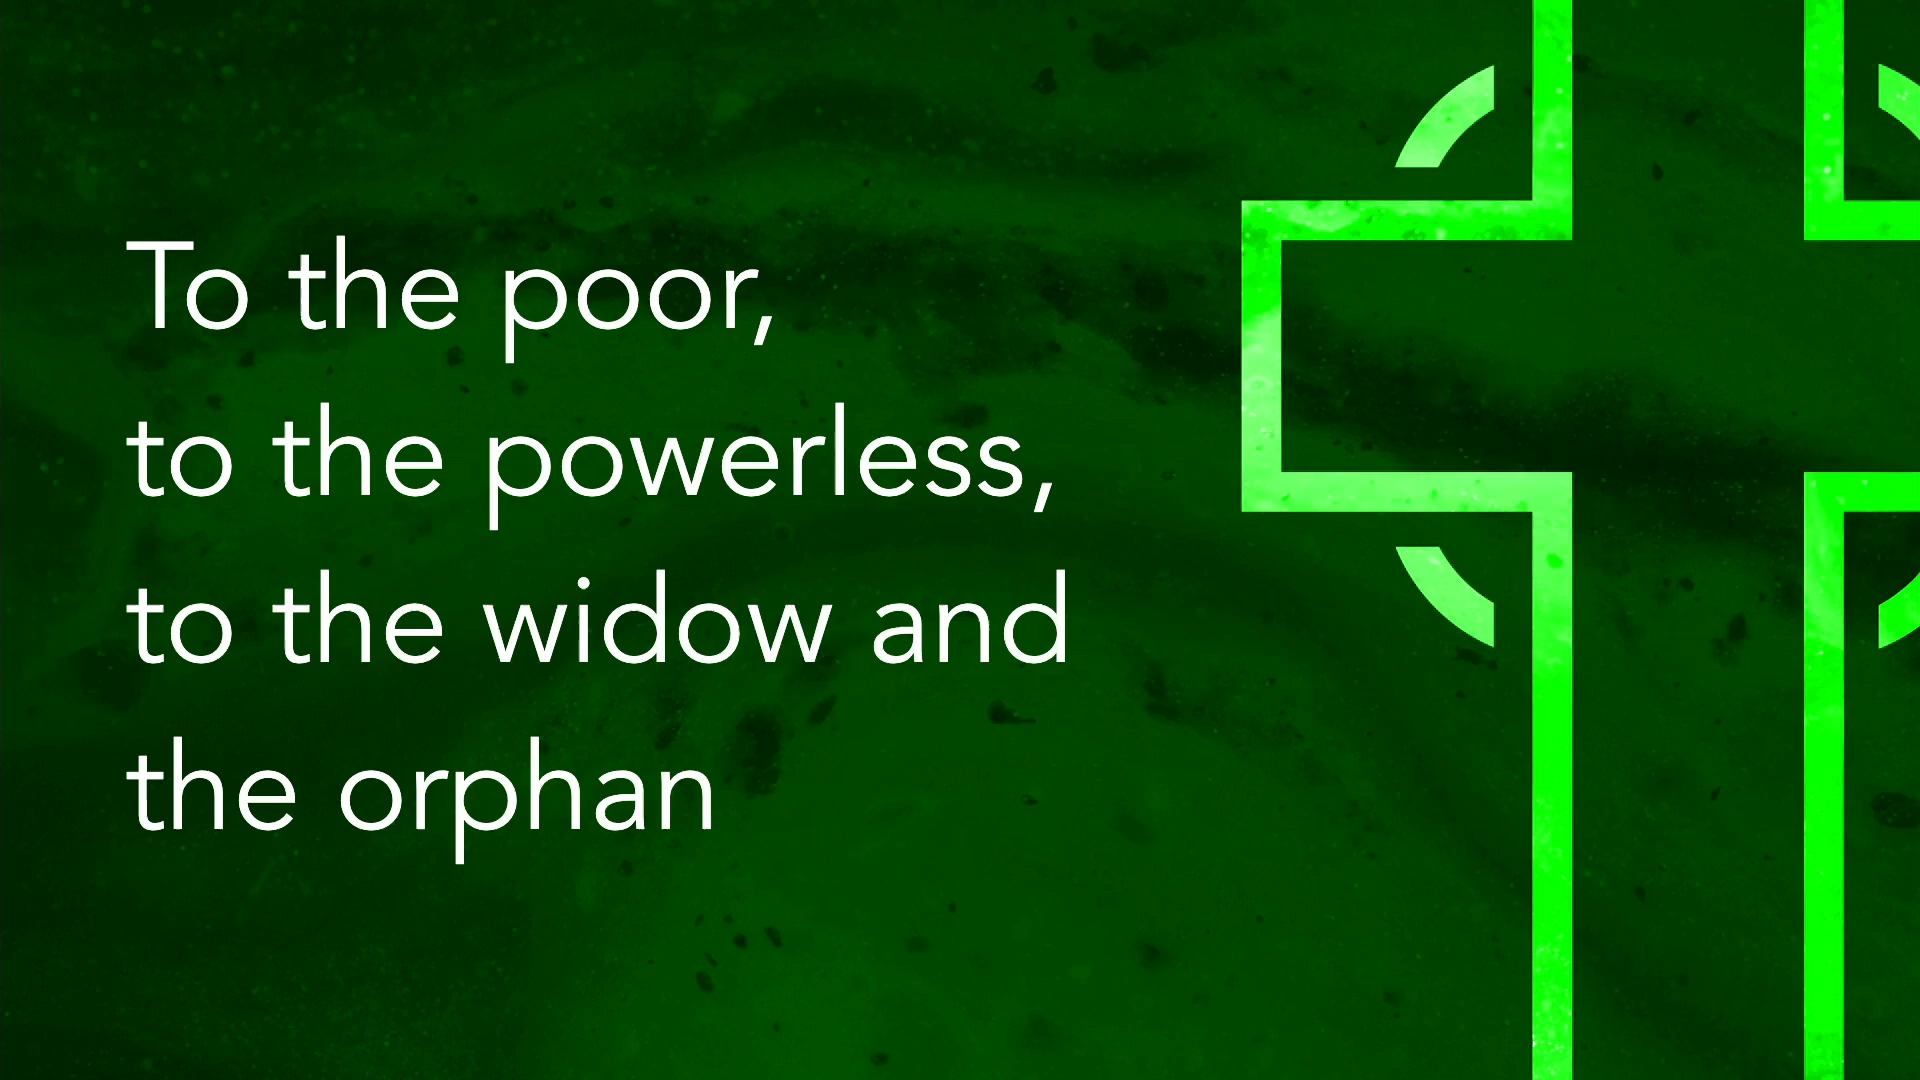 To the poor,
to the powerless,
to the widow and
the orphan